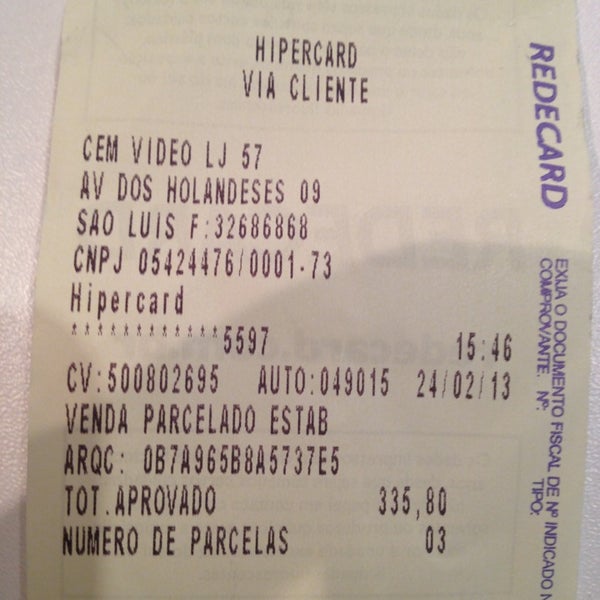 HIPERCARD
VIA CLIENTE
CEM VIDEO LJ 57
AV DOS HOLANDESES 09
SAO LUIS F:32686868
CNPJ 05424476/0001-73
Hipercard
************5597 15:46
CV:500802695 AUTO:049015 24/02/13
VENDA PARCELADO ESTAB
ARQC: 0B7A965B8A5737E5
TOT.APROVADO 335,80
NUMERO DE PARCELAS 03
REDECARD
EXIJA O DOCUMENTO FISCAL DE Nº INDICADO N
COMPROVANTE. Nº: TIPO: